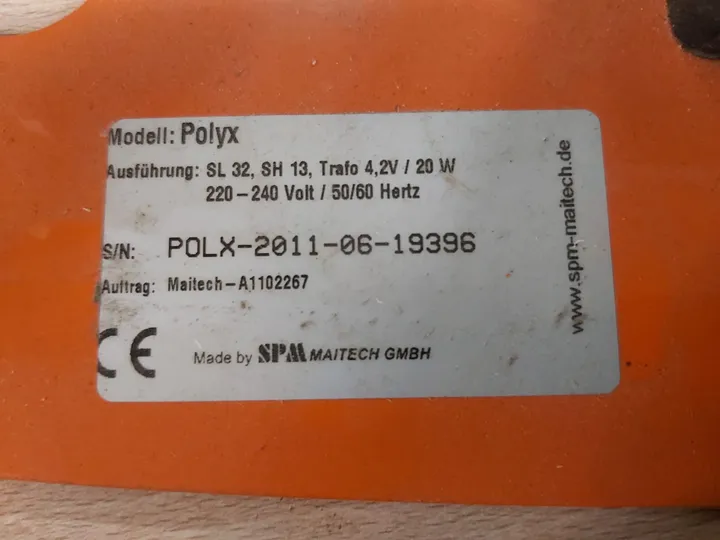 Modell: Polyx
Ausführung: SL 32, SH 13, Trafo 4,2V / 20 W
220-240 Volt / 50/60 Hertz
S/N: POLX-2011-06-19396
Auftrag: Maitech-A1102267
CE
Made by SPM MAITECH GMBH
www.spm-maitech.de